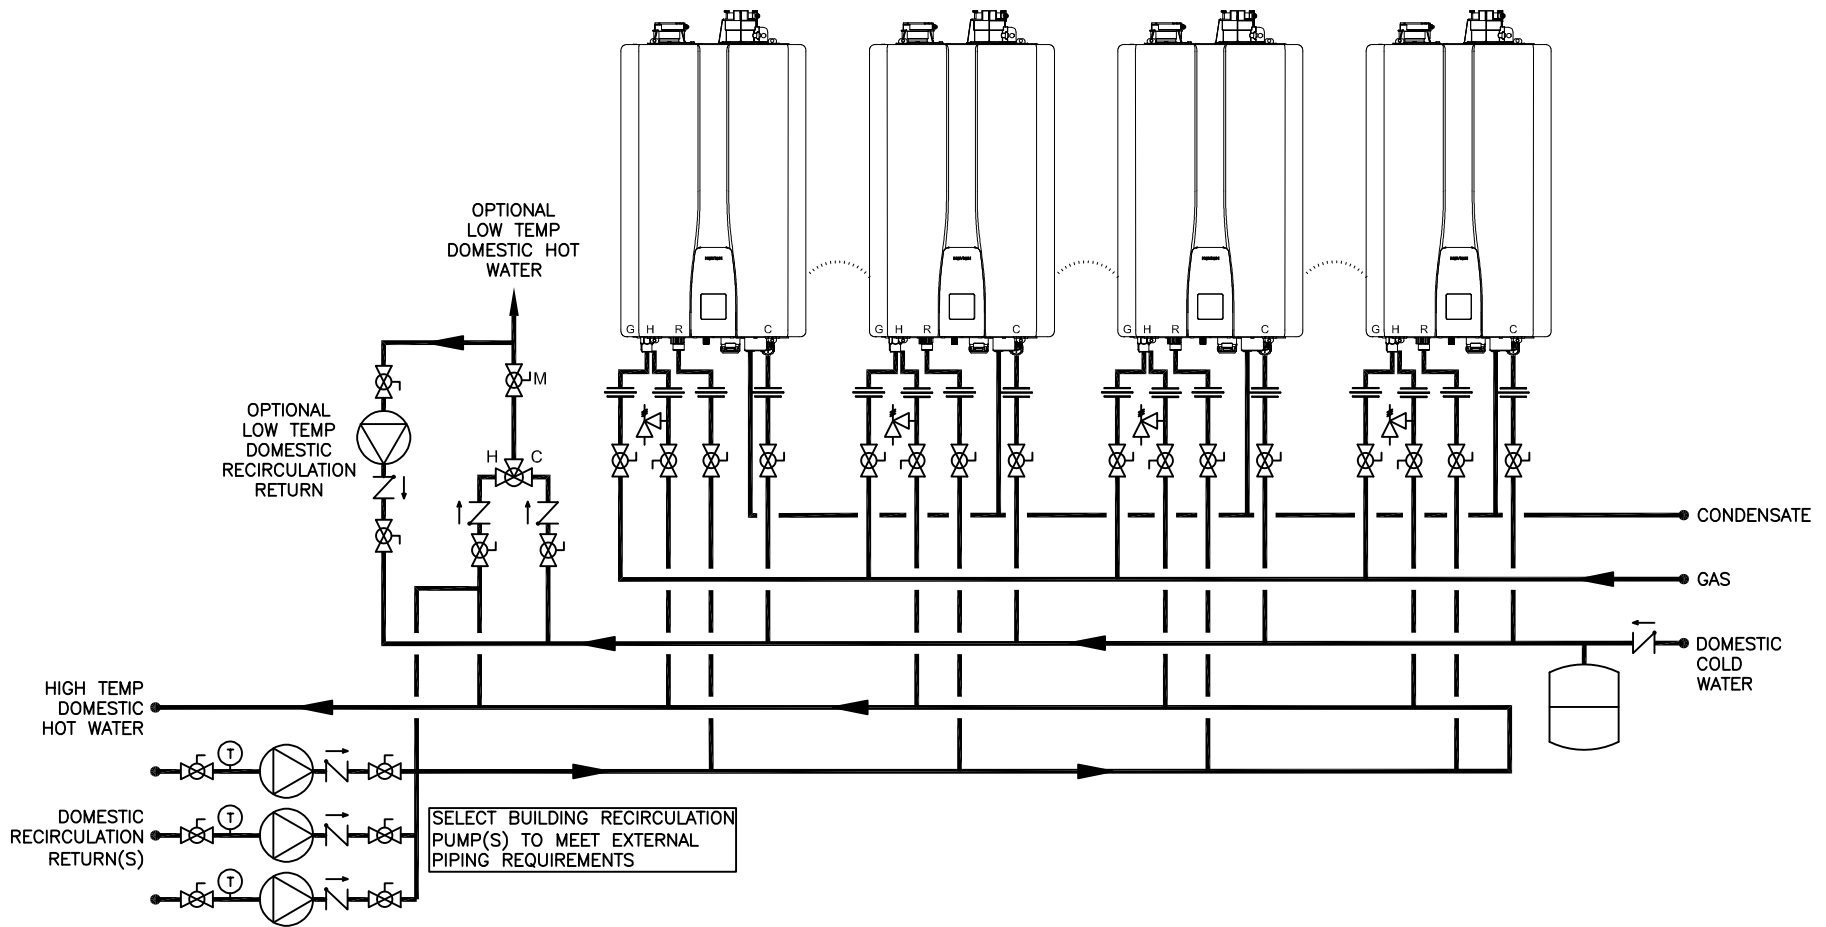 OPTIONAL
LOW TEMP
DOMESTIC HOT
WATER
G H R C
G H R C
G H R C
G H R C
M
OPTIONAL
LOW TEMP
DOMESTIC
RECIRCULATION
RETURN
H C
CONDENSATE
GAS
DOMESTIC
COLD
WATER
HIGH TEMP
DOMESTIC
HOT WATER
T
DOMESTIC
RECIRCULATION
RETURN(S)
T
T
SELECT BUILDING RECIRCULATION
PUMP(S) TO MEET EXTERNAL
PIPING REQUIREMENTS